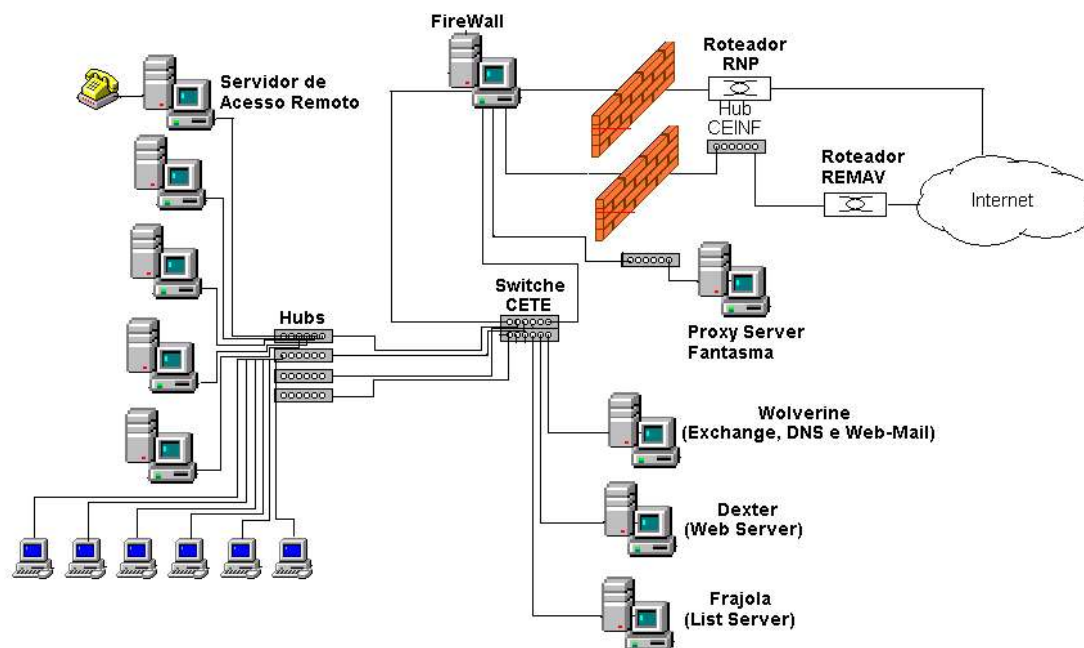 FireWall
Roteador
RNP
Hub
CEINF
Servidor de
Acesso Remoto
Roteador
REMAV
Internet
Switche
CETE
Hubs
Proxy Server
Fantasma
Wolverine
(Exchange, DNS e Web-Mail)
Dexter
(Web Server)
Frajola
(List Server)